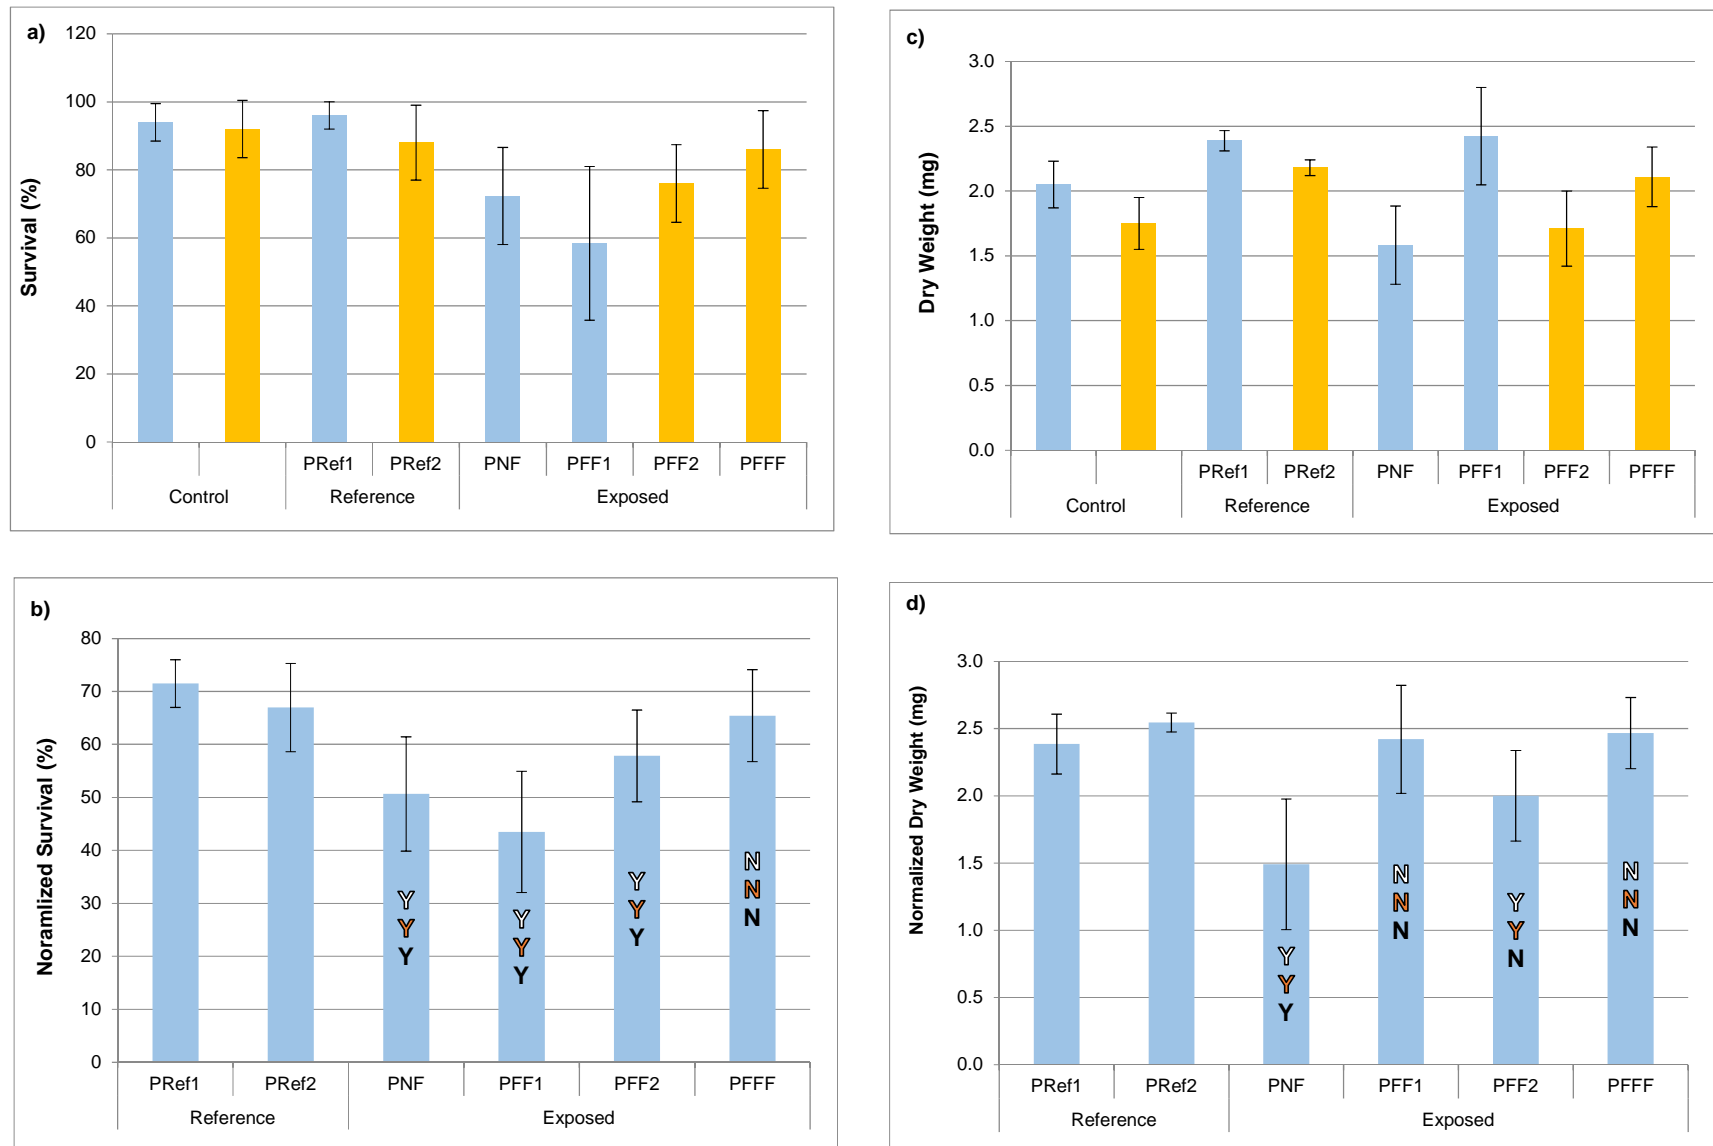 a)
Survival (%)
120
100
80
60
40
20
0
PRef1 PRef2 PNF PFF1 PFF2 PFFF
Control Reference Exposed
c)
Dry Weight (mg)
3.0
2.5
2.0
1.5
1.0
0.5
0.0
PRef1 PRef2 PNF PFF1 PFF2 PFFF
Control Reference Exposed
b)
Noramlized Survival (%)
80
70
60
50
40
30
20
10
0
Y
Y
Y
Y
Y
Y
Y
Y
Y
N
N
N
PRef1 PRef2 PNF PFF1 PFF2 PFFF
Reference Exposed
d)
Normalized Dry Weight (mg)
3.0
2.5
2.0
1.5
1.0
0.5
0.0
Y
Y
Y
N
N
N
Y
Y
N
N
N
N
PRef1 PRef2 PNF PFF1 PFF2 PFFF
Reference Exposed